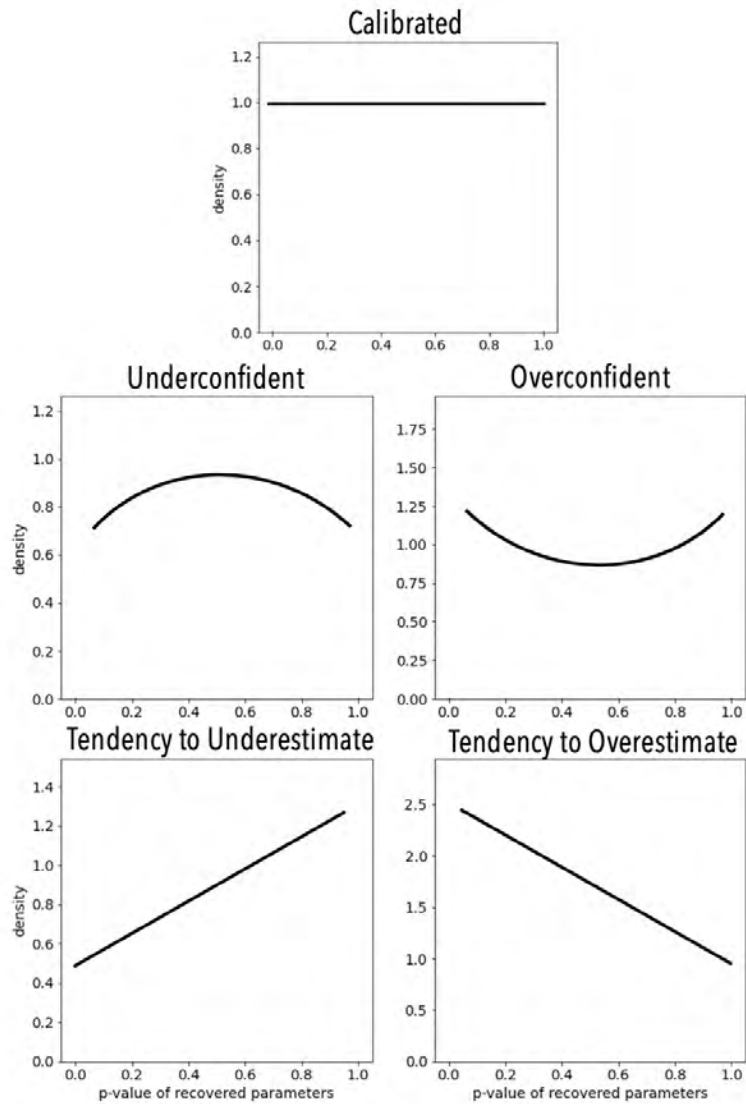 Calibrated
1.2
1.0
0.8
0.6
0.4
0.2
0.0
density
0.0 0.2 0.4 0.6 0.8 1.0
Underconfident
1.2
1.0
0.8
0.6
0.4
0.2
0.0
density
0.0 0.2 0.4 0.6 0.8 1.0
Overconfident
1.75
1.50
1.25
1.00
0.75
0.50
0.25
0.00
0.0 0.2 0.4 0.6 0.8 1.0
Tendency to Underestimate
1.4
1.2
1.0
0.8
0.6
0.4
0.2
0.0
density
0.0 0.2 0.4 0.6 0.8 1.0
p-value of recovered parameters
Tendency to Overestimate
2.5
2.0
1.5
1.0
0.5
0.0
0.0 0.2 0.4 0.6 0.8 1.0
p-value of recovered parameters